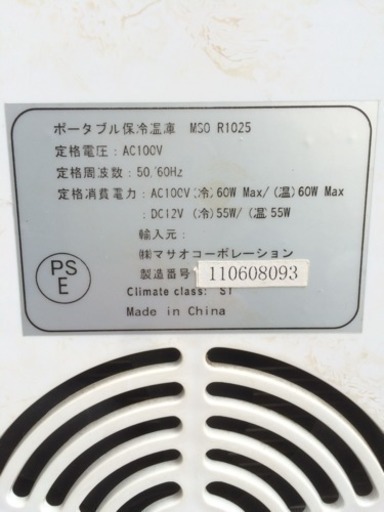 ポータブル保冷温庫 MSO R1025
定格電圧：AC100V
定格周波数：50/60Hz
定格消費電力：AC100V（冷）60W Max/（温）60W Max
：DC12V （冷）55W/（温）55W
輸入元：
㈱マサオコーポレーション
製造番号 110608093
Climate class: ST
Made in China
PS
E